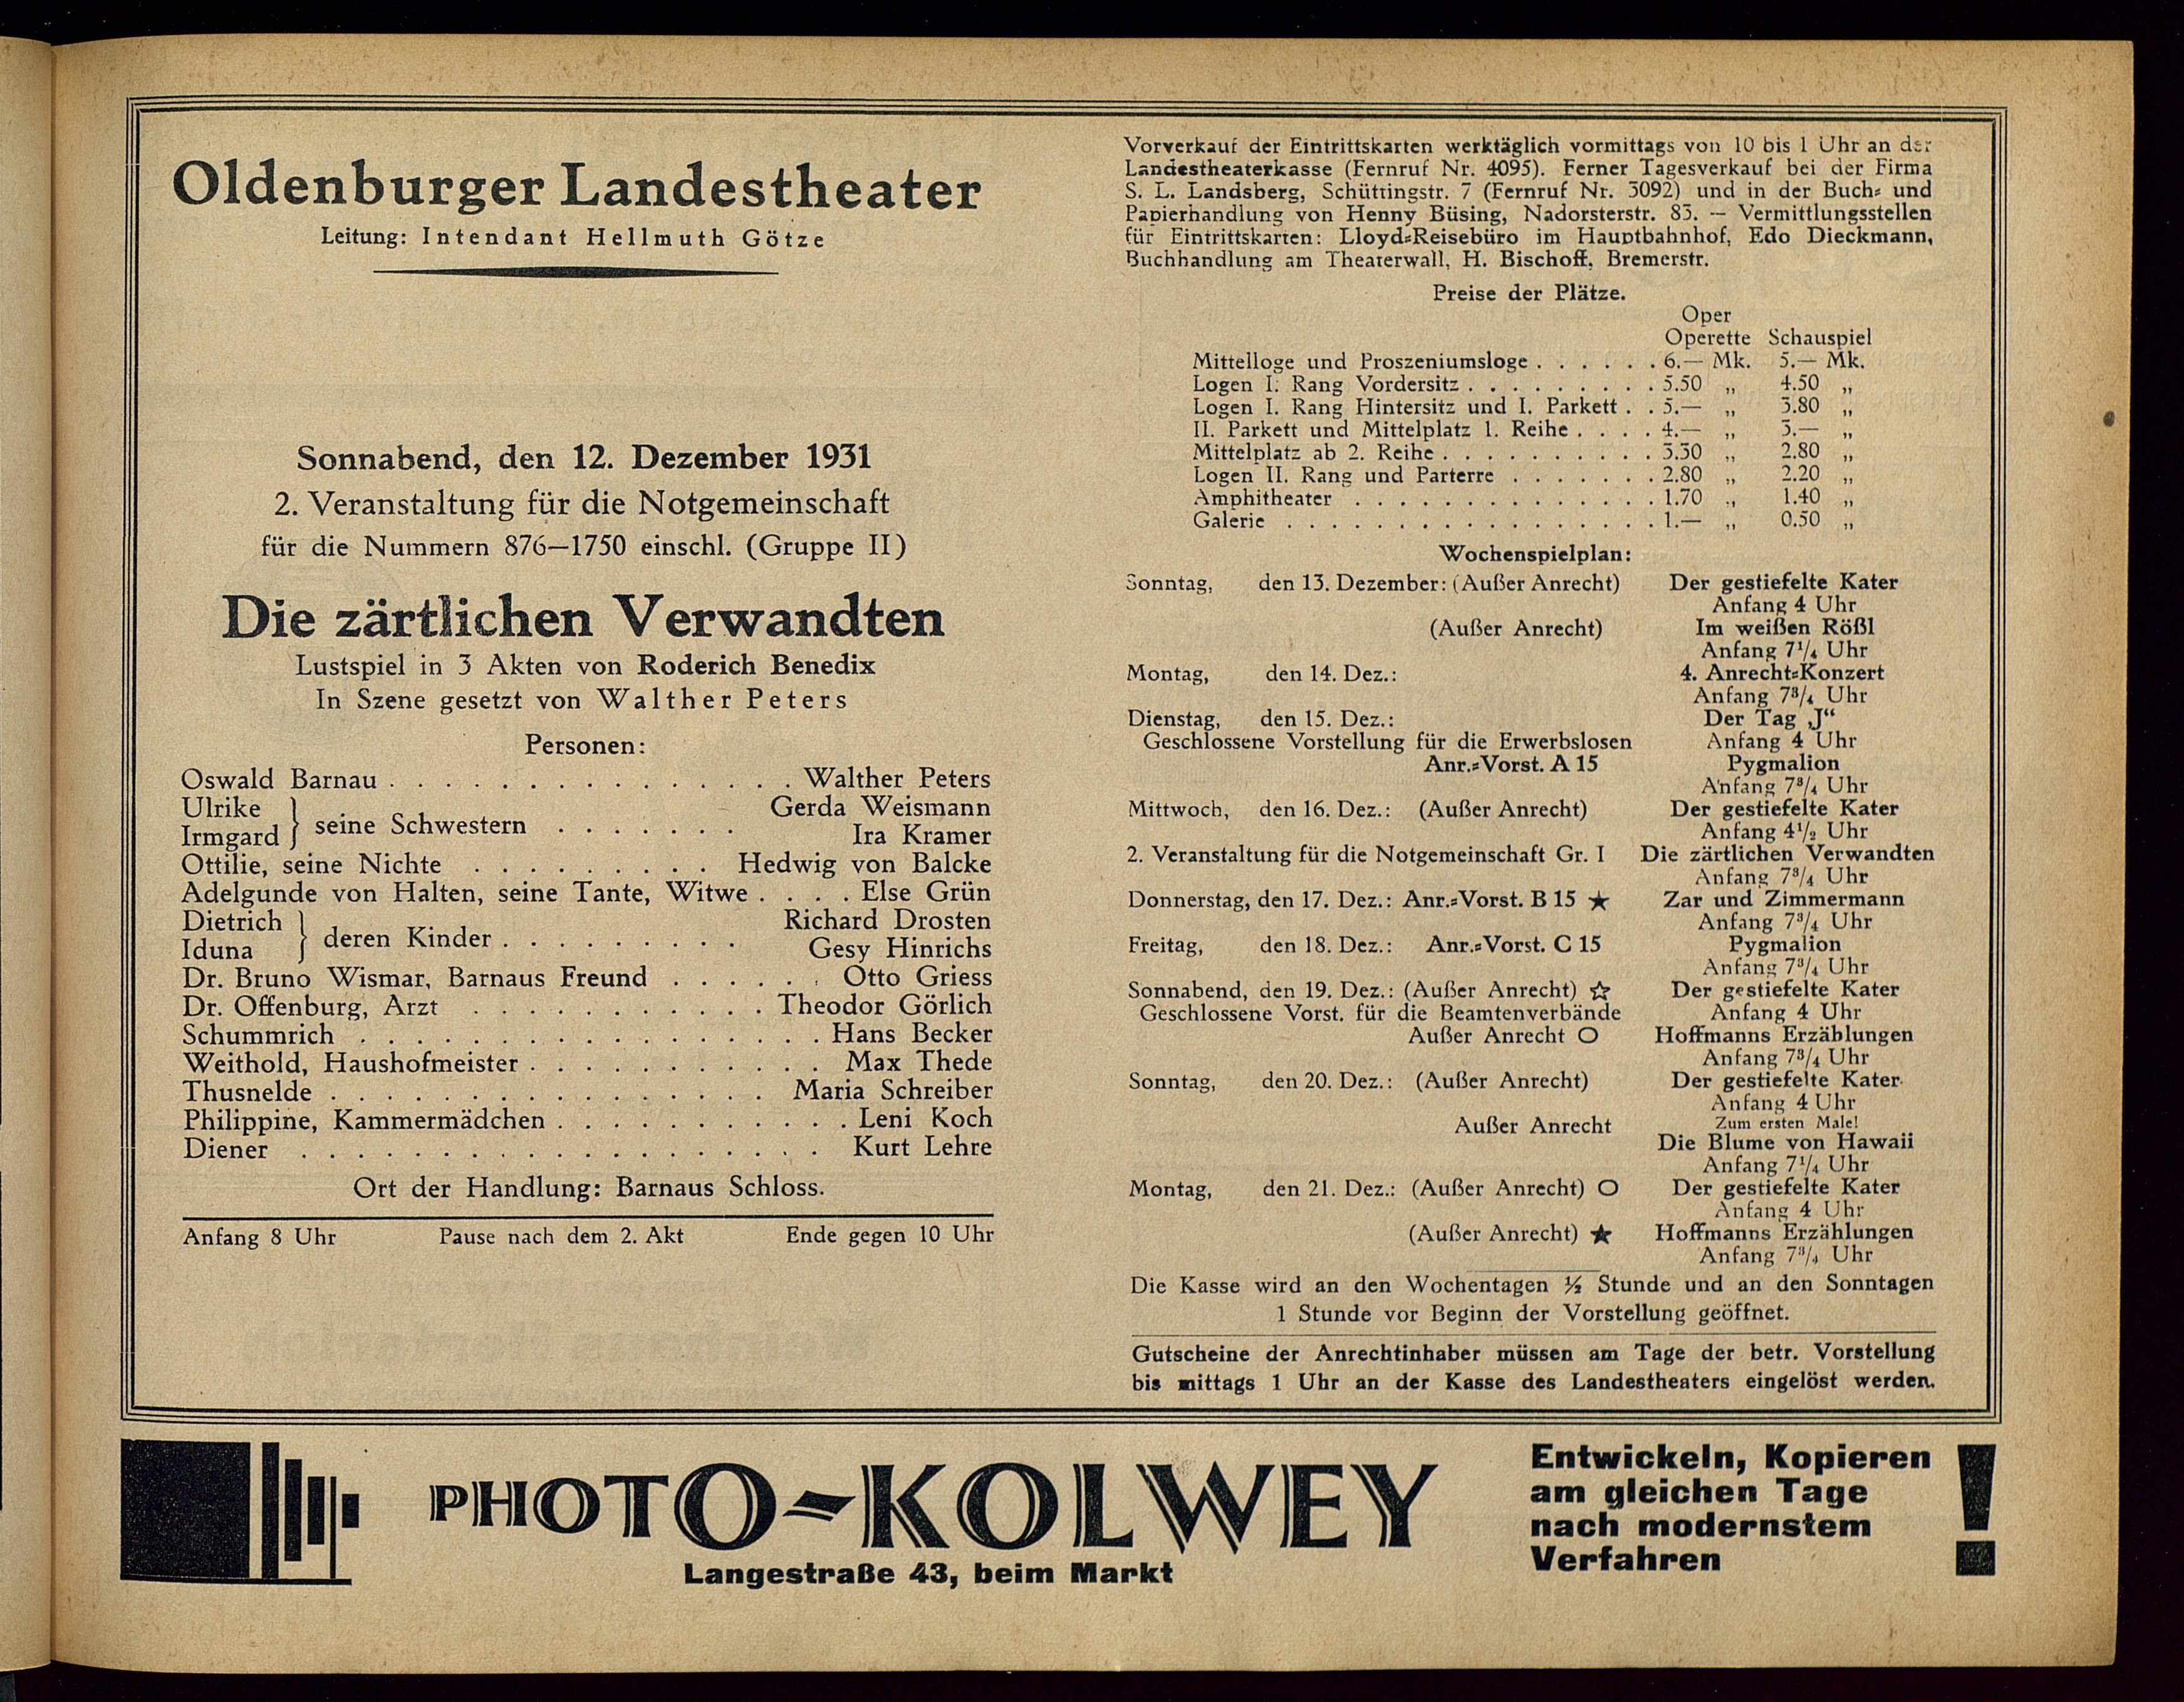 Oldenburger Landestheater
Leitung: Intendant Hellmuth Götze
Sonnabend, den 12. Dezember 1931
2. Veranstaltung für die Notgemeinschaft
für die Nummern 876—1750 einschl. (Gruppe II)
Die zärtlichen Verwandten
Lustspiel in 3 Akten von Roderich Benedix
In Szene gesetzt von Walther Peters
Personen:
Oswald Barnau . . . . . . . . . . . . . . . Walther Peters
Ulrike } Gerda Weismann
seine Schwestern . . . . . . .
Irmgard } Ira Kramer
Ottilie, seine Nichte . . . . . . . . . Hedwig von Balcke
Adelgunde von Halten, seine Tante, Witwe . . . . Else Grün
Dietrich } Richard Drosten
deren Kinder . . . . . . . . .
Iduna } Gesy Hinrichs
Dr. Bruno Wismar, Barnaus Freund . . . . . . Otto Griess
Dr. Offenburg, Arzt . . . . . . . . . . . Theodor Görlich
Schummrich . . . . . . . . . . . . . . . . . Hans Becker
Weithold, Haushofmeister . . . . . . . . . . . Max Thede
Thusnelde . . . . . . . . . . . . . . . . Maria Schreiber
Philippine, Kammermädchen . . . . . . . . . . . Leni Koch
Diener . . . . . . . . . . . . . . . . . . . Kurt Lehre
Ort der Handlung: Barnaus Schloss.
Anfang 8 Uhr Pause nach dem 2. Akt Ende gegen 10 Uhr
Vorverkauf der Eintrittskarten werktäglich vormittags von 10 bis 1 Uhr an der
Landestheaterkasse (Fernruf Nr. 4095). Ferner Tagesverkauf bei der Firma
S. L. Landsberg, Schüttingstr. 7 (Fernruf Nr. 3092) und in der Buch- und
Papierhandlung von Henny Büsing, Nadorsterstr. 83. — Vermittlungsstellen
für Eintrittskarten: Lloyd-Reisebüro im Hauptbahnhof, Edo Dieckmann,
Buchhandlung am Theaterwall, H. Bischoff, Bremerstr.
Preise der Plätze.
Oper
Operette Schauspiel
Mittelloge und Proszeniumsloge . . . . . . 6.— Mk. 5.— Mk.
Logen I. Rang Vordersitz . . . . . . . . . 5.50 „ 4.50 „
Logen I. Rang Hintersitz und I. Parkett . . 5.— „ 3.80 „
II. Parkett und Mittelplatz 1. Reihe . . . . 4.— „ 3.— „
Mittelplatz ab 2. Reihe . . . . . . . . . . 3.30 „ 2.80 „
Logen II. Rang und Parterre . . . . . . . 2.80 „ 2.20 „
Amphitheater . . . . . . . . . . . . . . 1.70 „ 1.40 „
Galerie . . . . . . . . . . . . . . . . . 1.— „ 0.50 „
Wochenspielplan:
Sonntag, den 13. Dezember: (Außer Anrecht) Der gestiefelte Kater
Anfang 4 Uhr
(Außer Anrecht) Im weißen Rößl
Anfang 7¹/₄ Uhr
Montag, den 14. Dez.: 4. Anrecht-Konzert
Anfang 7³/₄ Uhr
Dienstag, den 15. Dez.: Der Tag „J“
Geschlossene Vorstellung für die Erwerbslosen Anfang 4 Uhr
Anr.-Vorst. A 15 Pygmalion
Anfang 7³/₄ Uhr
Mittwoch, den 16. Dez.: (Außer Anrecht) Der gestiefelte Kater
Anfang 4¹/₂ Uhr
2. Veranstaltung für die Notgemeinschaft Gr. I Die zärtlichen Verwandten
Anfang 7³/₄ Uhr
Donnerstag, den 17. Dez.: Anr.-Vorst. B 15 ★ Zar und Zimmermann
Anfang 7³/₄ Uhr
Freitag, den 18. Dez.: Anr.-Vorst. C 15 Pygmalion
Anfang 7³/₄ Uhr
Sonnabend, den 19. Dez.: (Außer Anrecht) ☆ Der gestiefelte Kater
Geschlossene Vorst. für die Beamtenverbände Anfang 4 Uhr
Außer Anrecht O Hoffmanns Erzählungen
Anfang 7³/₄ Uhr
Sonntag, den 20. Dez.: (Außer Anrecht) Der gestiefelte Kater
Anfang 4 Uhr
Zum ersten Male!
Außer Anrecht Die Blume von Hawaii
Anfang 7¹/₄ Uhr
Montag, den 21. Dez.: (Außer Anrecht) O Der gestiefelte Kater
Anfang 4 Uhr
(Außer Anrecht) ★ Hoffmanns Erzählungen
Anfang 7³/₄ Uhr
Die Kasse wird an den Wochentagen ½ Stunde und an den Sonntagen
1 Stunde vor Beginn der Vorstellung geöffnet.
Gutscheine der Anrechtinhaber müssen am Tage der betr. Vorstellung
bis mittags 1 Uhr an der Kasse des Landestheaters eingelöst werden.
PHOTO-KOLWEY
Langestraße 43, beim Markt
Entwickeln, Kopieren
am gleichen Tage
nach modernstem
Verfahren !